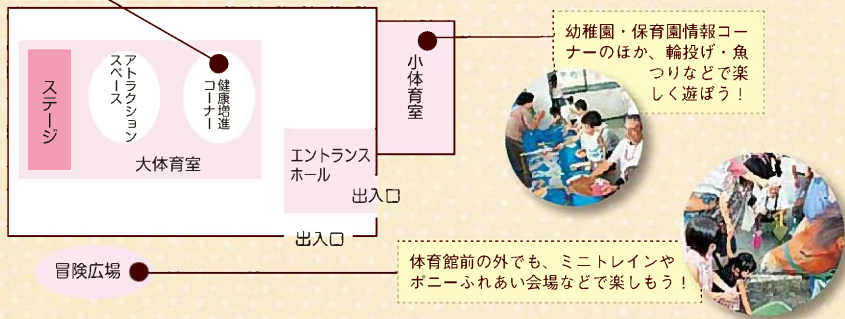 ステージ
アトラクション
スペース
健康増進
コーナー
大体育室
小体育室
エントランス
ホール
出入口
出入口
幼稚園・保育園情報コー
ナーのほか、輪投げ・魚
つりなどで楽
しく遊ぼう！
冒険広場
体育館前の外でも、ミニトレインや
ポニーふれあい会場などで楽しもう！